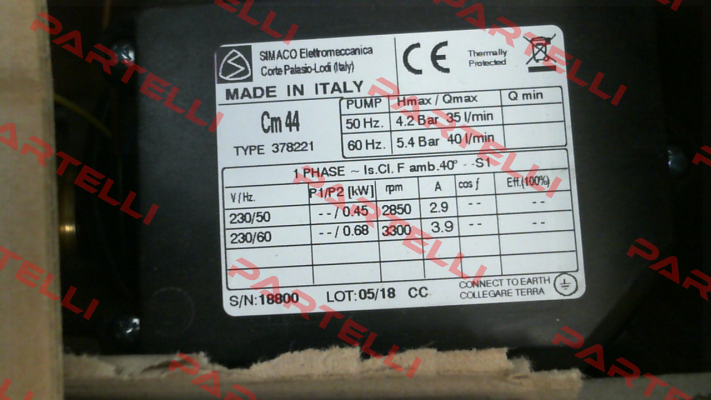 SIMACO Elettromeccanica
Corte Palasio-Lodi (Italy)
CE
Thermally
Protected
MADE IN ITALY
Cm 44
TYPE 378221
PUMP Hmax / Qmax Q min
50 Hz. 4.2 Bar 35 l/min
60 Hz. 5.4 Bar 40 l/min
1 PHASE ~ Is.Cl. F amb.40° --S1
V/Hz. P1/P2 [kW] rpm A cos ƒ Eff.(100%)
230/50 --/0.45 2850 2.9 -- --
230/60 --/0.68 3300 3.9 -- --
S/N:18800 LOT:05/18 CC
CONNECT TO EARTH
COLLEGARE TERRA
PARTELLI
PARTELLI
PARTELLI
PARTELLI
PARTELLI
PARTELLI
PARTELLI
PARTELLI
PARTELLI